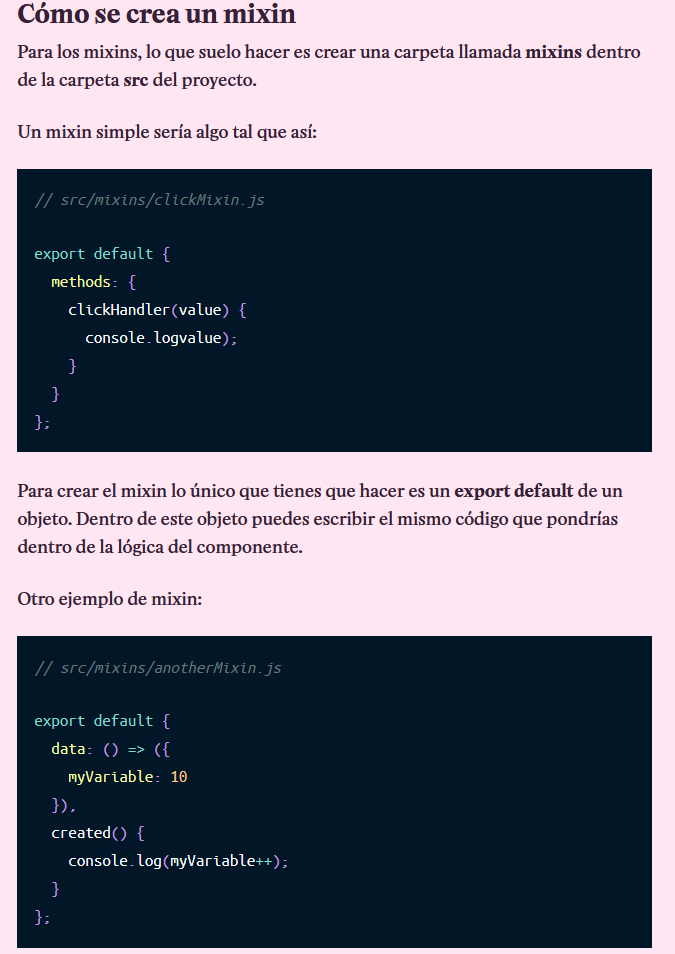 Cómo se crea un mixin
Para los mixins, lo que suelo hacer es crear una carpeta llamada mixins dentro
de la carpeta src del proyecto.
Un mixin simple sería algo tal que así:
// src/mixins/clickMixin.js
export default {
  methods: {
    clickHandler(value) {
      console.logvalue);
    }
  }
};
Para crear el mixin lo único que tienes que hacer es un export default de un
objeto. Dentro de este objeto puedes escribir el mismo código que pondrías
dentro de la lógica del componente.
Otro ejemplo de mixin:
// src/mixins/anotherMixin.js
export default {
  data: () => ({
    myVariable: 10
  }),
  created() {
    console.log(myVariable++);
  }
};